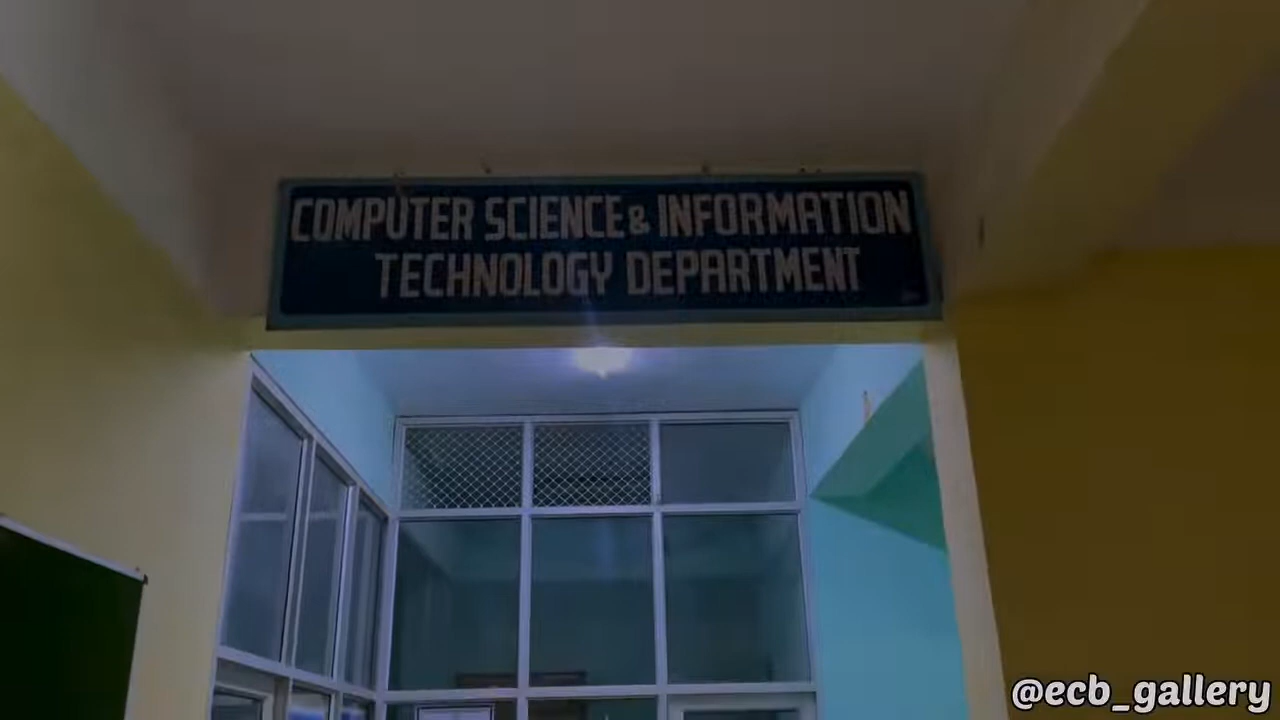 COMPUTER SCIENCE & INFORMATION
TECHNOLOGY DEPARTMENT
@ecb_gallery